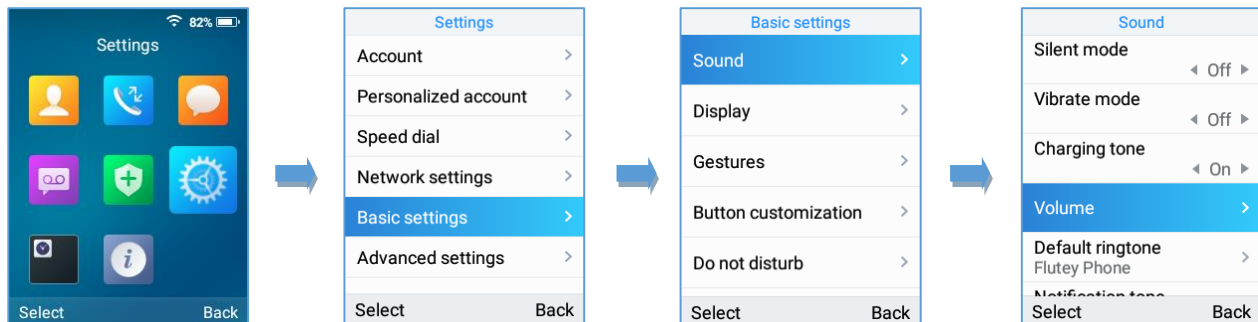 82%
Settings
Select Back
Settings
Account
Personalized account
Speed dial
Network settings
Basic settings
Advanced settings
Select Back
Basic settings
Sound
Display
Gestures
Button customization
Do not disturb
Select Back
Sound
Silent mode
Off
Vibrate mode
Off
Charging tone
On
Volume
Default ringtone
Flutey Phone
Notification tone
Select Back